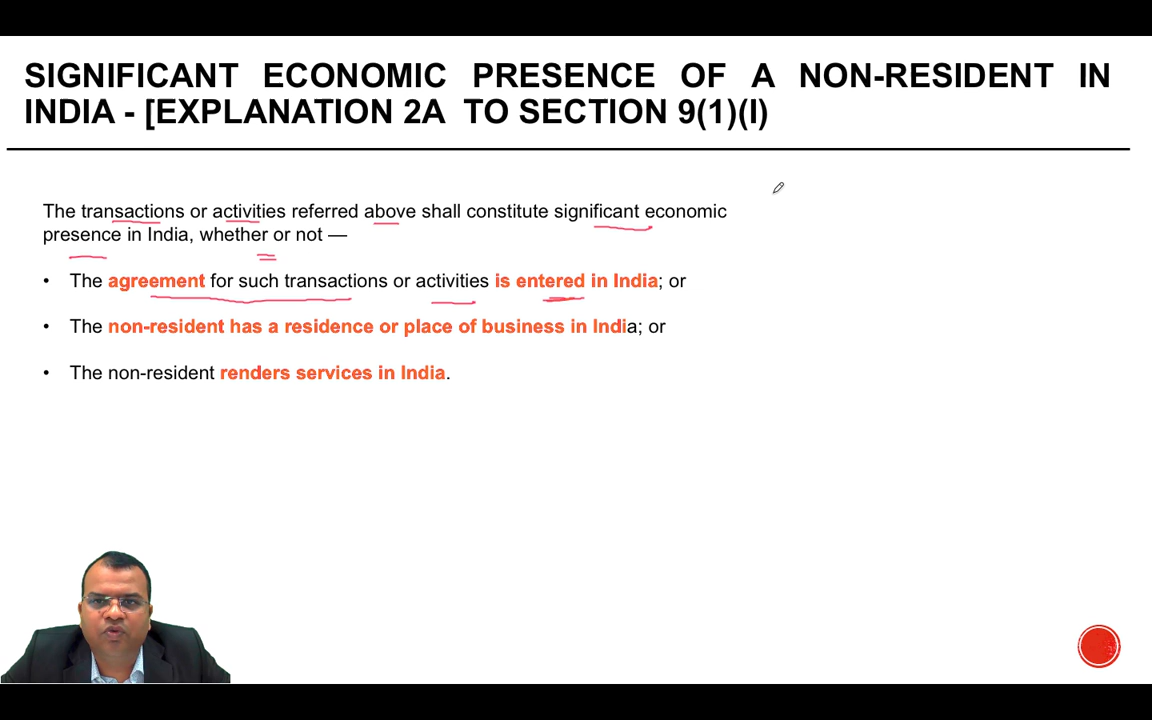 SIGNIFICANT ECONOMIC PRESENCE OF A NON-RESIDENT IN
INDIA - [EXPLANATION 2A TO SECTION 9(1)(I)
The transactions or activities referred above shall constitute significant economic
presence in India, whether or not —
• The agreement for such transactions or activities is entered in India; or
• The non-resident has a residence or place of business in India; or
• The non-resident renders services in India.